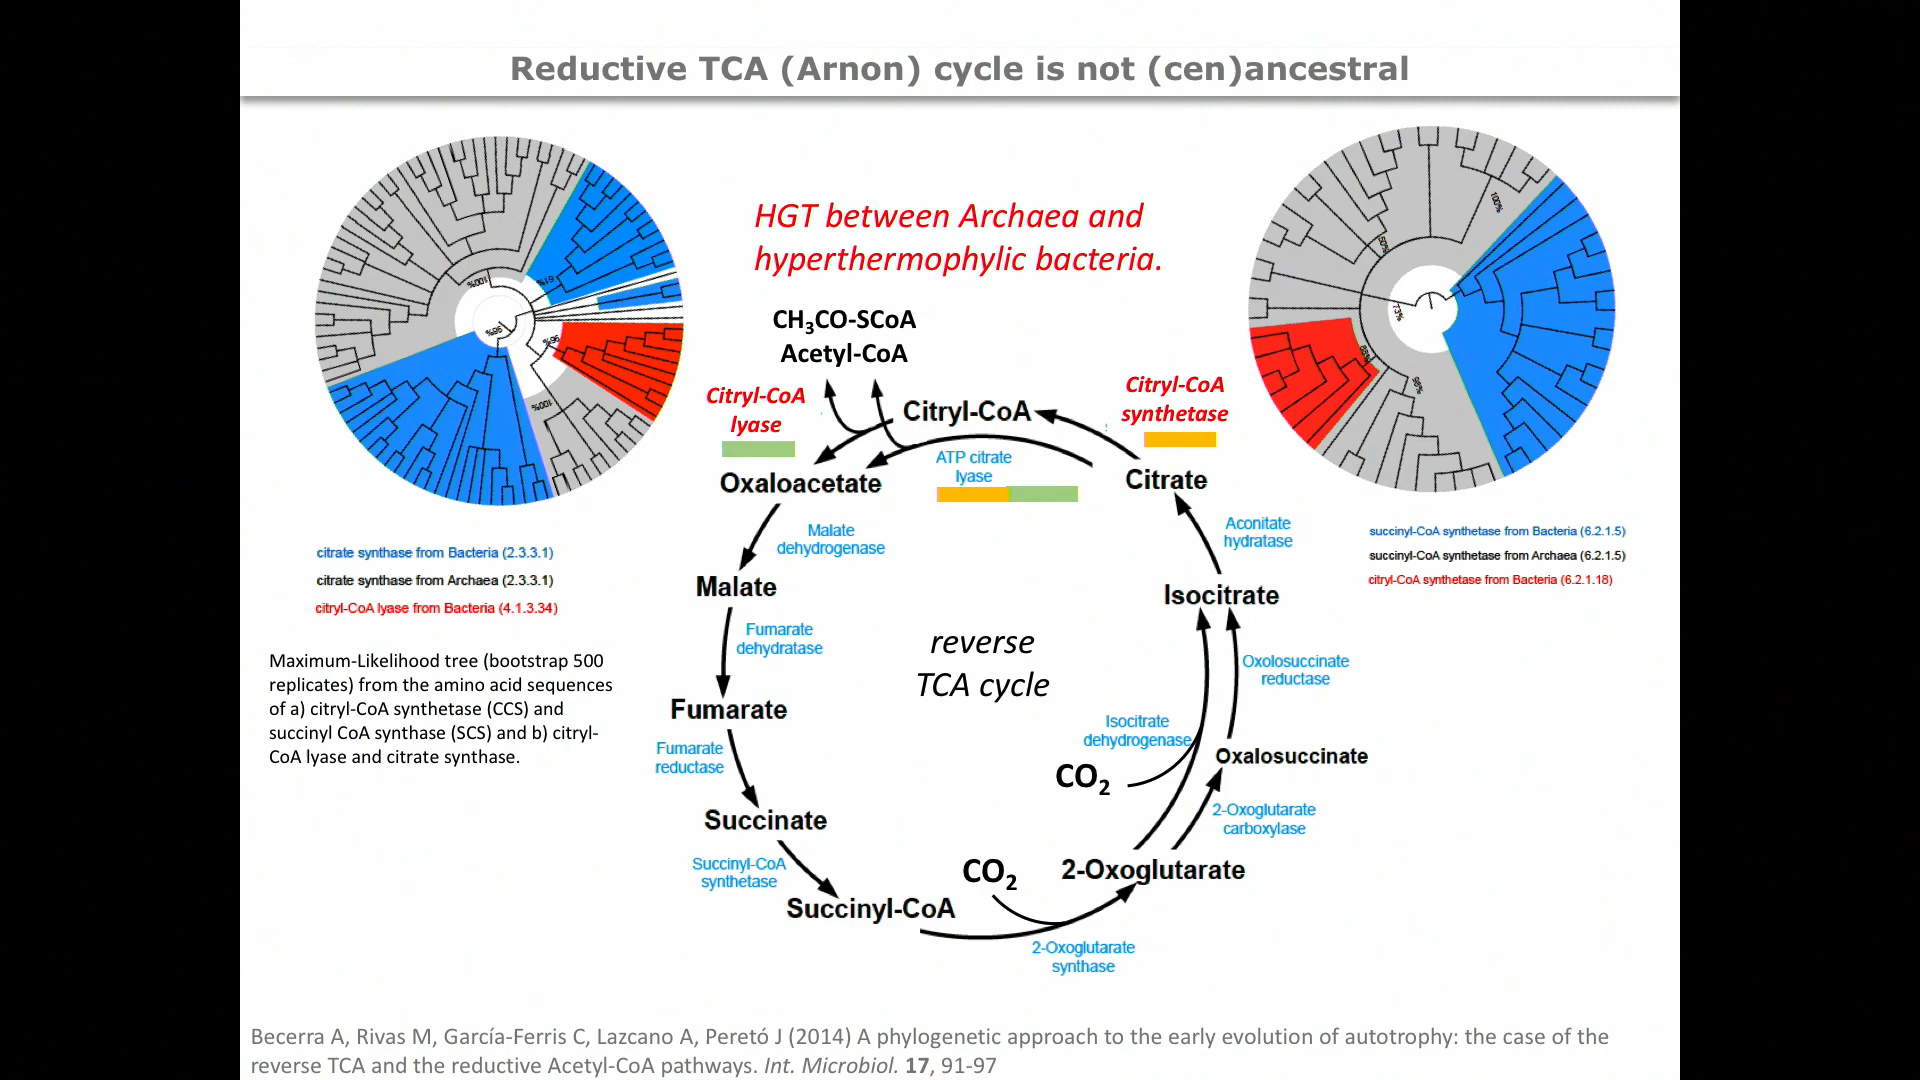 Reductive TCA (Arnon) cycle is not (cen)ancestral
HGT between Archaea and
hyperthermophylic bacteria.
CH3CO-SCoA
Acetyl-CoA
Citryl-CoA
lyase
Citryl-CoA
Citryl-CoA
synthetase
ATP citrate
lyase
Oxaloacetate
Citrate
Malate
dehydrogenase
Aconitate
hydratase
Malate
Isocitrate
Fumarate
dehydratase
reverse
TCA cycle
Oxolosuccinate
reductase
Fumarate
Isocitrate
dehydrogenase
Fumarate
reductase
Oxalosuccinate
CO2
Succinate
2-Oxoglutarate
carboxylase
Succinyl-CoA
synthetase
CO2
2-Oxoglutarate
Succinyl-CoA
2-Oxoglutarate
synthase
100%
61%
98%
96%
100%
citrate synthase from Bacteria (2.3.3.1)
citrate synthase from Archaea (2.3.3.1)
citryl-CoA lyase from Bacteria (4.1.3.34)
100%
50%
73%
98%
succinyl-CoA synthetase from Bacteria (6.2.1.5)
succinyl-CoA synthetase from Archaea (6.2.1.5)
citryl-CoA synthetase from Bacteria (6.2.1.18)
Maximum-Likelihood tree (bootstrap 500
replicates) from the amino acid sequences
of a) citryl-CoA synthetase (CCS) and
succinyl CoA synthase (SCS) and b) citryl-
CoA lyase and citrate synthase.
Becerra A, Rivas M, García-Ferris C, Lazcano A, Peretó J (2014) A phylogenetic approach to the early evolution of autotrophy: the case of the
reverse TCA and the reductive Acetyl-CoA pathways. Int. Microbiol. 17, 91-97